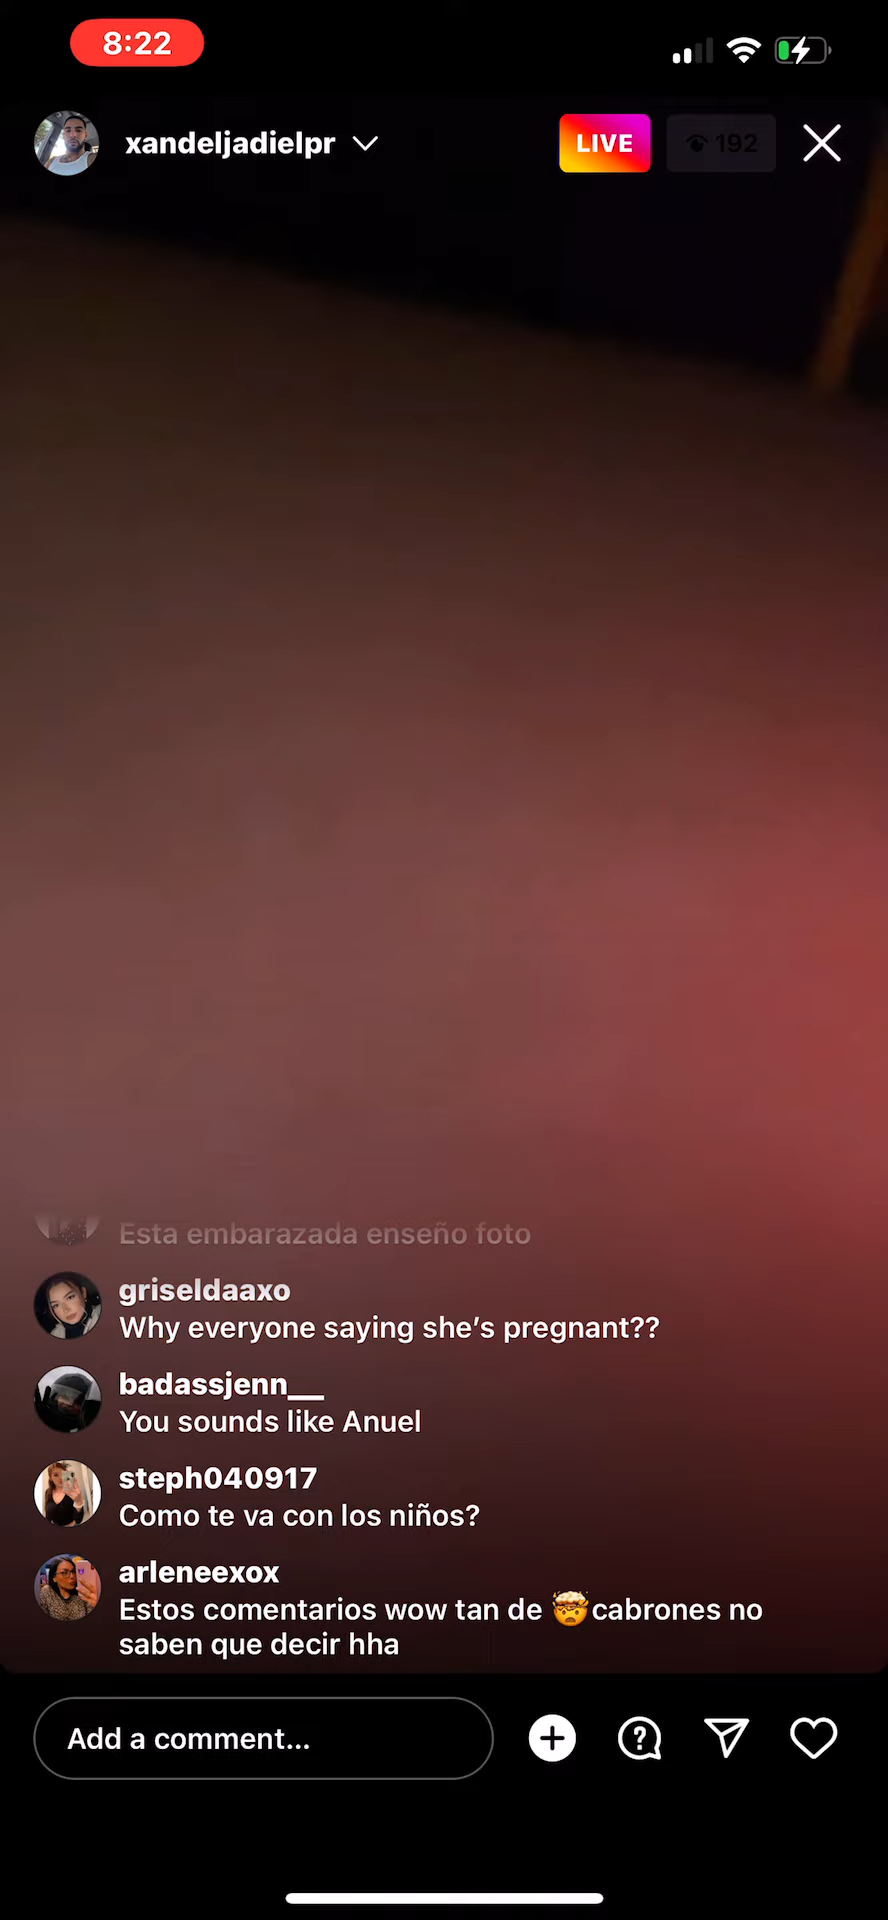 8:22
xandeljadielpr
LIVE
192
Esta embarazada enseño foto
griseldaaxo
Why everyone saying she's pregnant??
badassjenn__
You sounds like Anuel
steph040917
Como te va con los niños?
arleneexox
Estos comentarios wow tan de 🤯cabrones no
saben que decir hha
Add a comment...